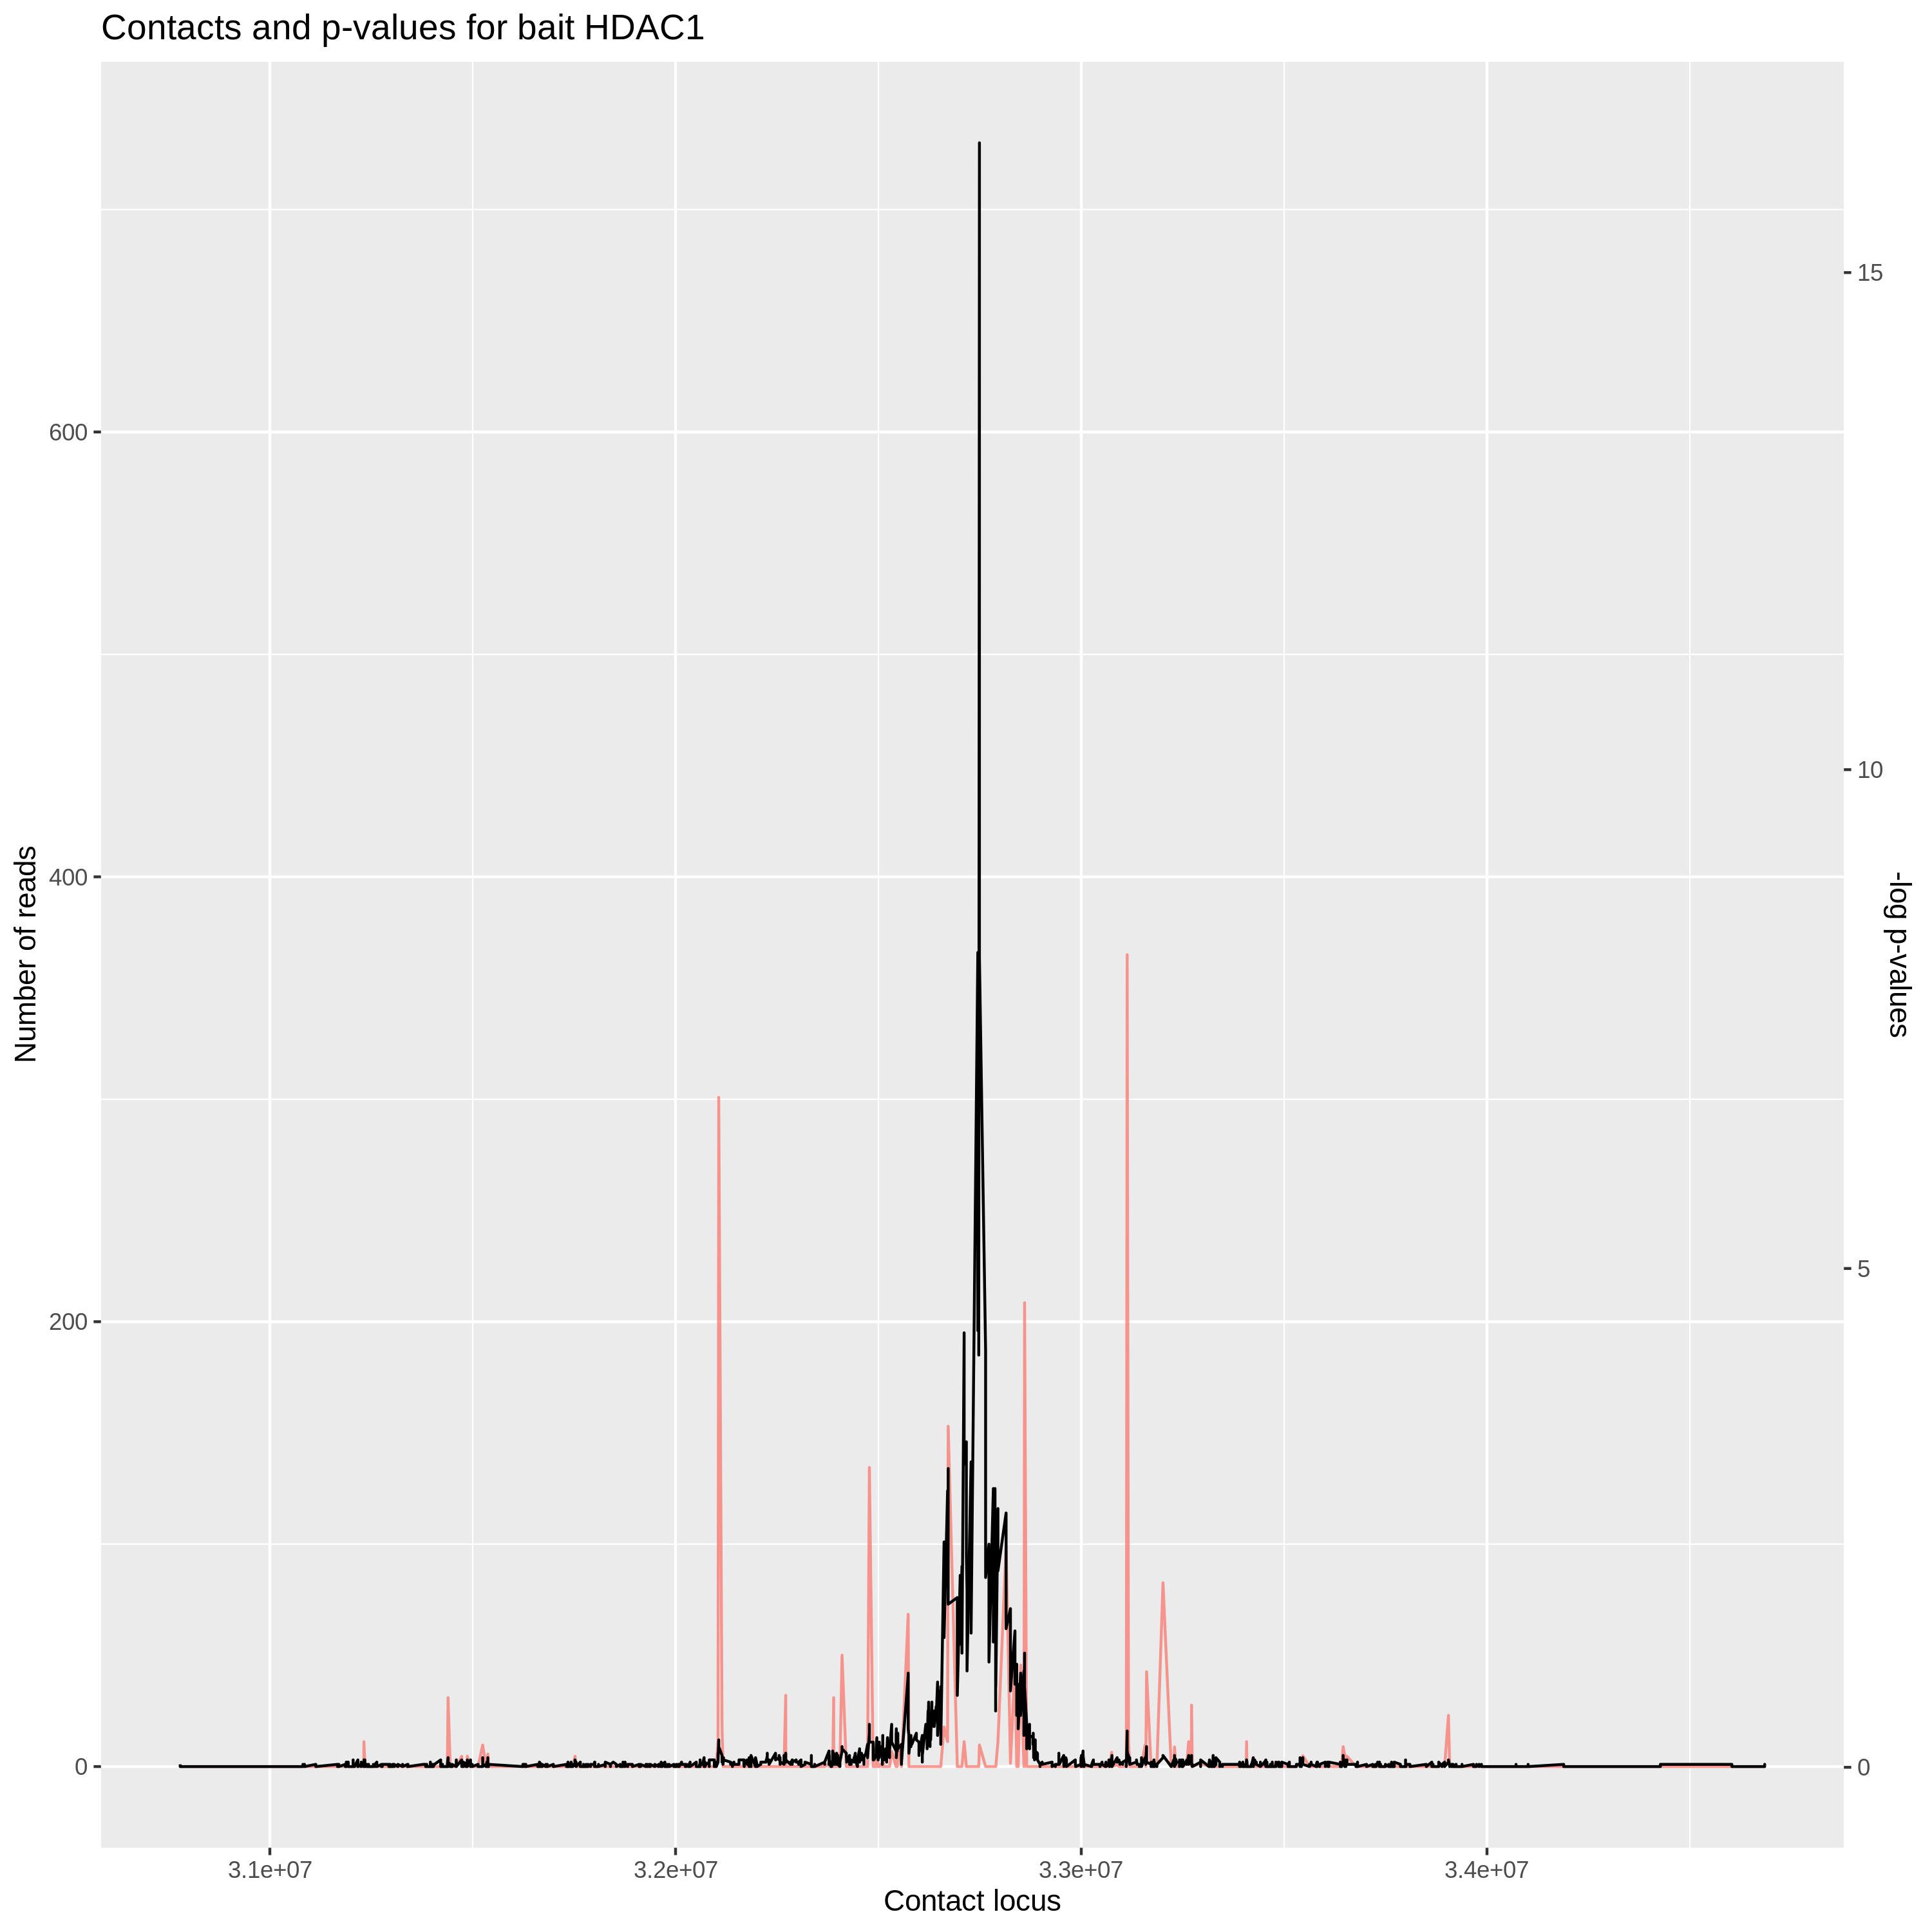 Contacts and p-values for bait HDAC1
Number of reads
600
400
200
0
15
10
5
0
-log p-values
3.1e+07 3.2e+07 3.3e+07 3.4e+07
Contact locus